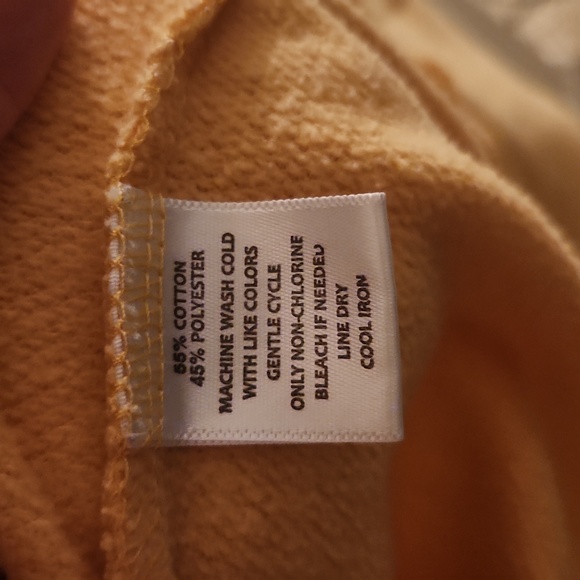 55% COTTON
45% POLYESTER
MACHINE WASH COLD
WITH LIKE COLORS
GENTLE CYCLE
ONLY NON-CHLORINE
BLEACH IF NEEDED
LINE DRY
COOL IRON